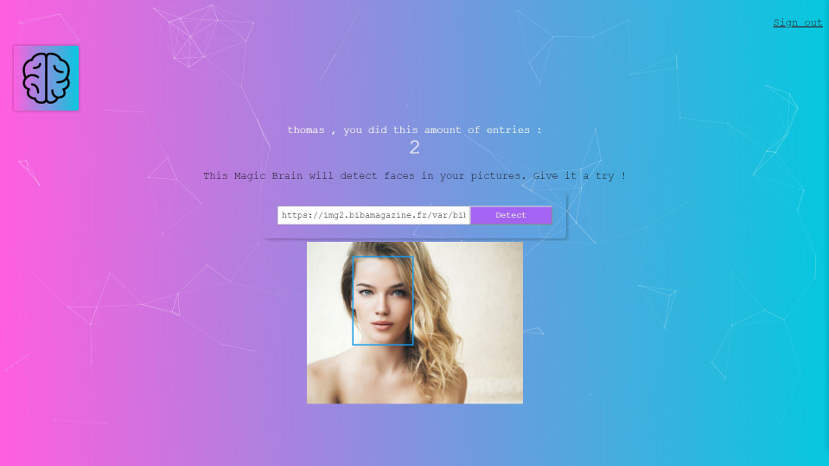 Sign out
thomas , you did this amount of entries :
2
This Magic Brain will detect faces in your pictures. Give it a try !
https://img2.bibamagazine.fr/var/bil Detect